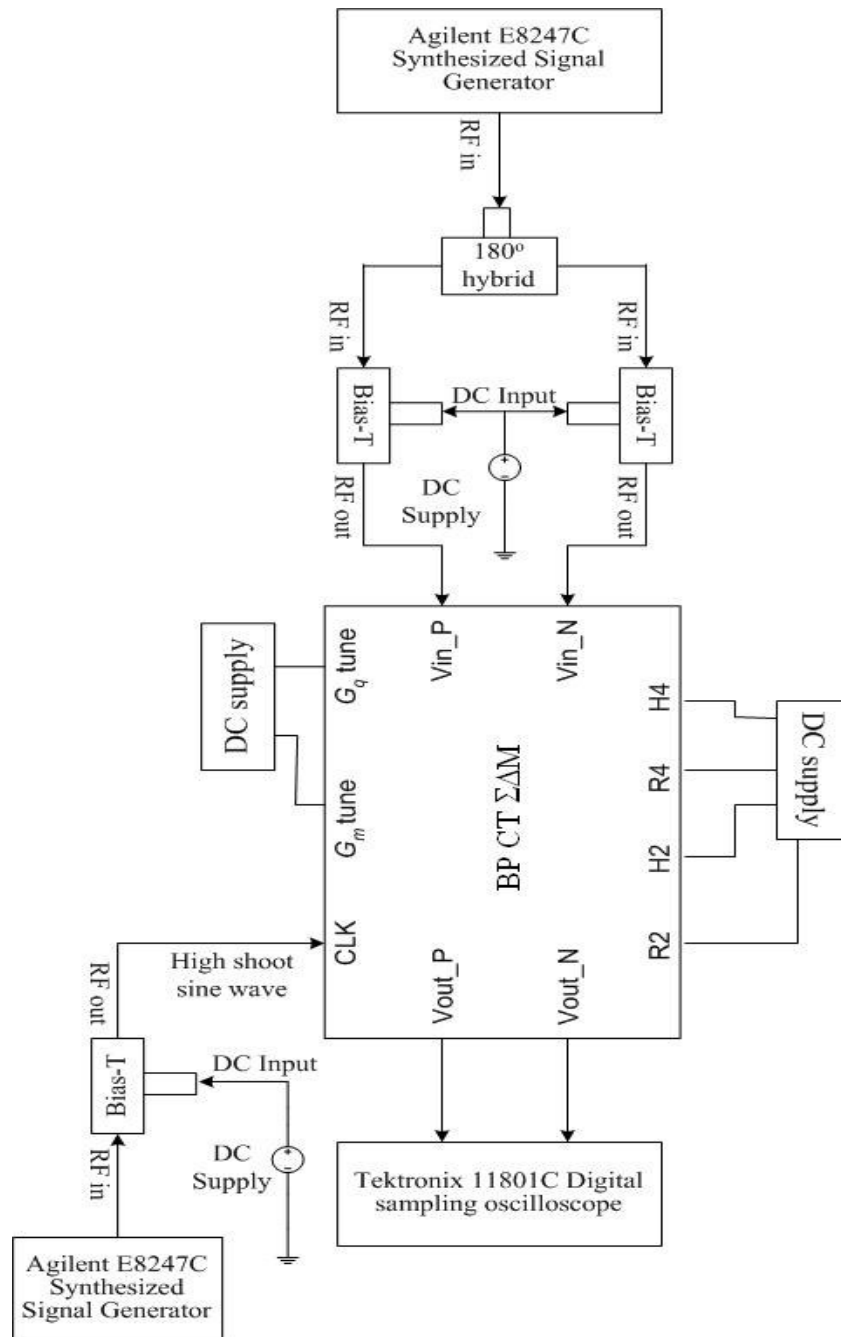 Agilent E8247C
Synthesized Signal
Generator
RF in
180º
hybrid
RF in
RF in
Bias-T
DC Input
Bias-T
RF out
DC
Supply
RF out
Vin_P
Vin_N
DC supply
Gq tune
Gm tune
H4
R4
H2
R2
DC supply
BP CT ΣΔM
CLK
High shoot
sine wave
RF out
Vout_P
Vout_N
Bias-T
DC Input
DC
Supply
RF in
Tektronix 11801C Digital
sampling oscilloscope
Agilent E8247C
Synthesized
Signal Generator